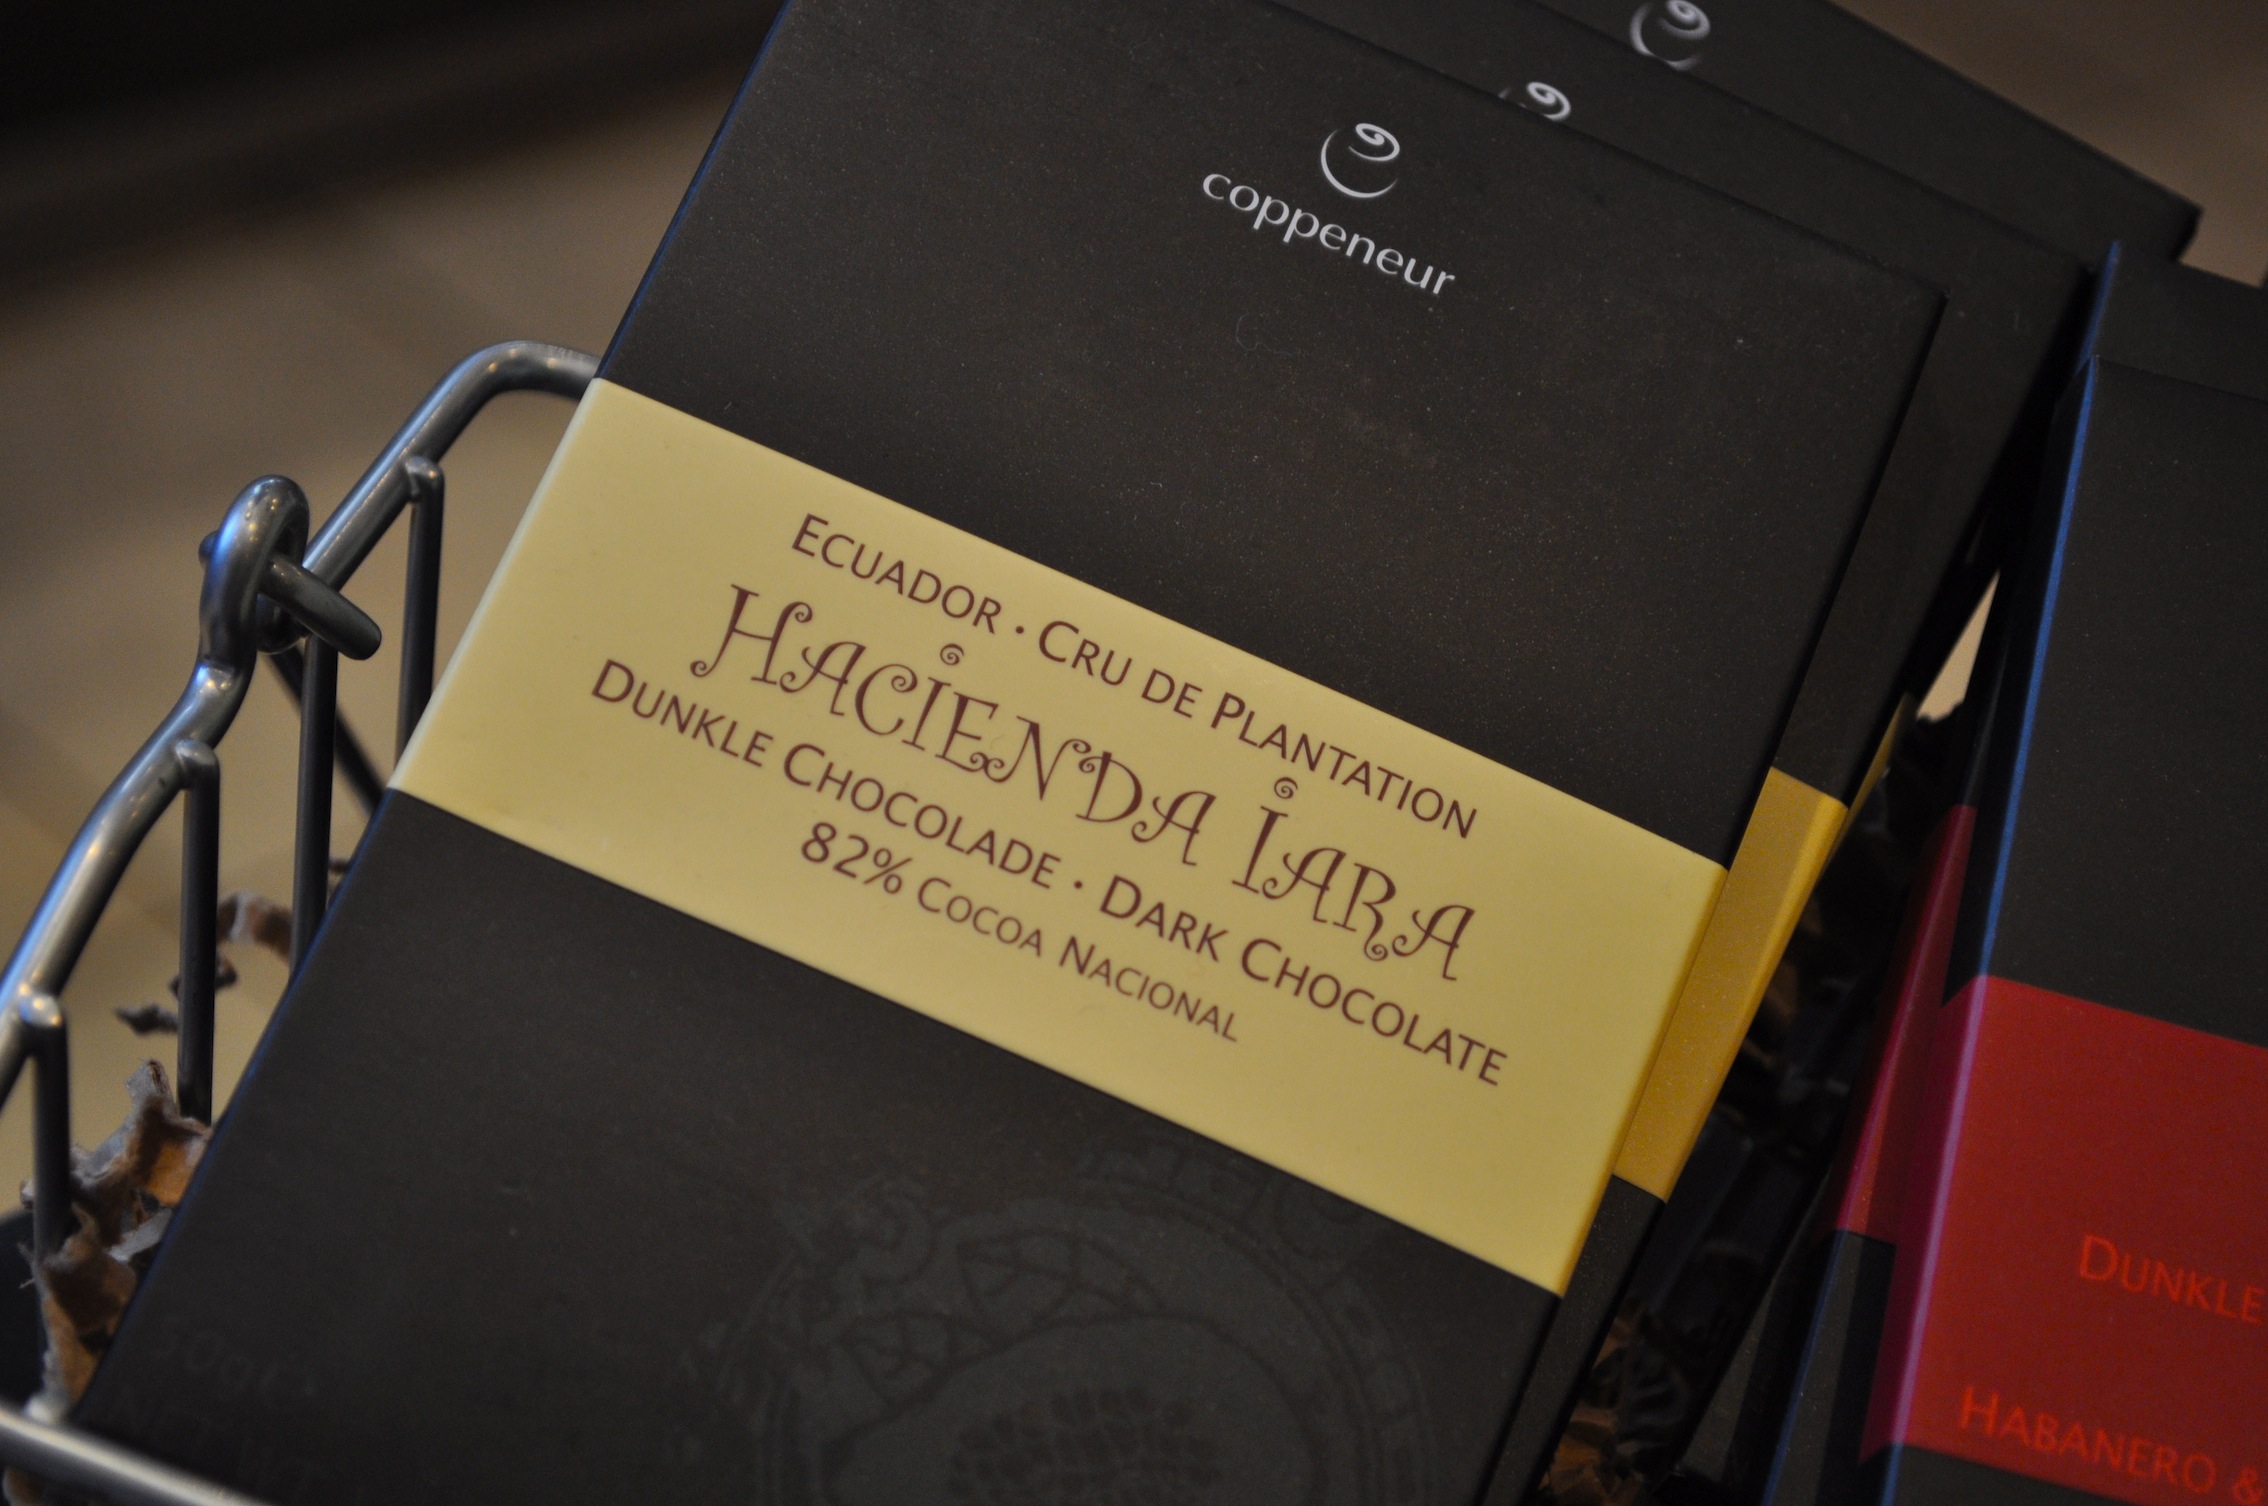 coppeneur
Ecuador · Cru de Plantation
Hacienda Iara
Dunkle Chocolade · Dark Chocolate
82% Cocoa Nacional
Dunkle
Habanero &